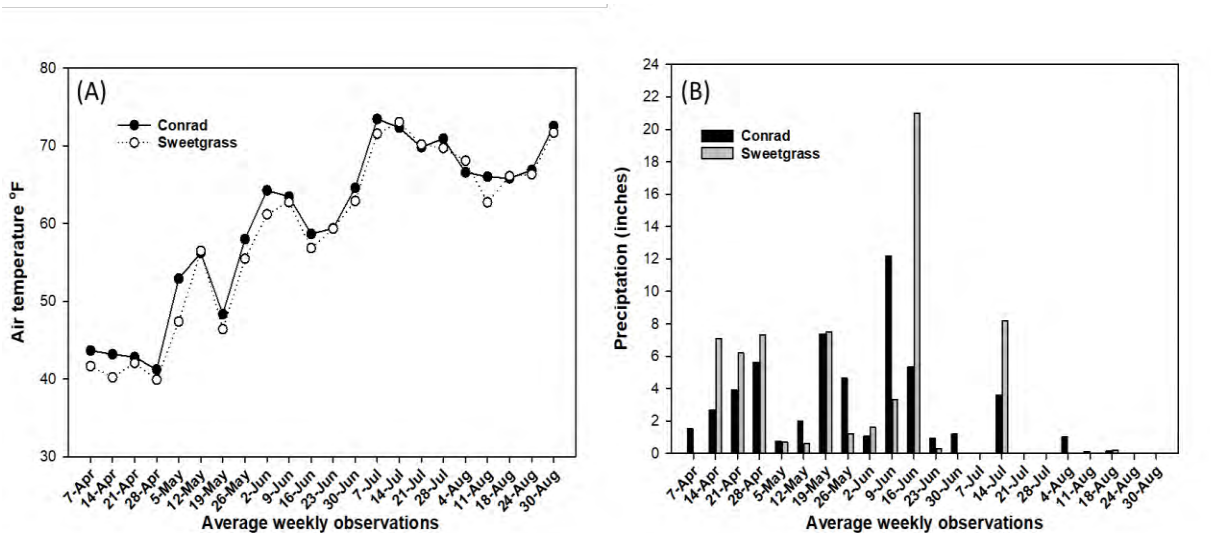 (A)
Conrad
Sweetgrass
Air temperature °F
80
70
60
50
40
30
7-Apr
14-Apr
21-Apr
28-Apr
5-May
12-May
19-May
26-May
2-Jun
9-Jun
16-Jun
23-Jun
30-Jun
7-Jul
14-Jul
21-Jul
28-Jul
4-Aug
11-Aug
18-Aug
24-Aug
30-Aug
Average weekly observations
(B)
Conrad
Sweetgrass
Preciptation (inches)
24
22
20
18
16
14
12
10
8
6
4
2
0
7-Apr
14-Apr
21-Apr
28-Apr
5-May
12-May
19-May
26-May
2-Jun
9-Jun
16-Jun
23-Jun
30-Jun
7-Jul
14-Jul
21-Jul
28-Jul
4-Aug
11-Aug
18-Aug
24-Aug
30-Aug
Average weekly observations